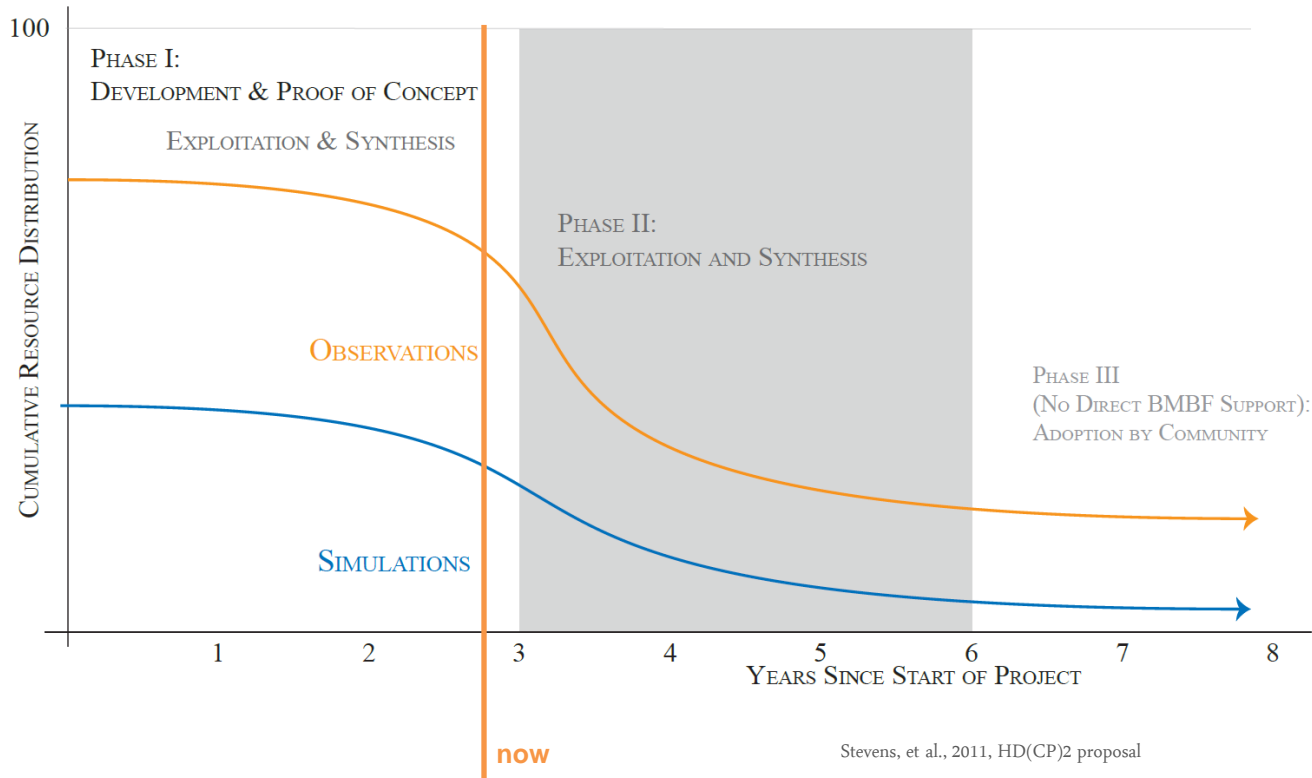 100
Phase I:
Development & Proof of Concept
Exploitation & Synthesis
Cumulative Resource Distribution
Phase II:
Exploitation and Synthesis
Observations
Phase III
(No Direct BMBF Support):
Adoption by Community
Simulations
1 2 3 4 5 6 7 8
Years Since Start of Project
now
Stevens, et al., 2011, HD(CP)2 proposal